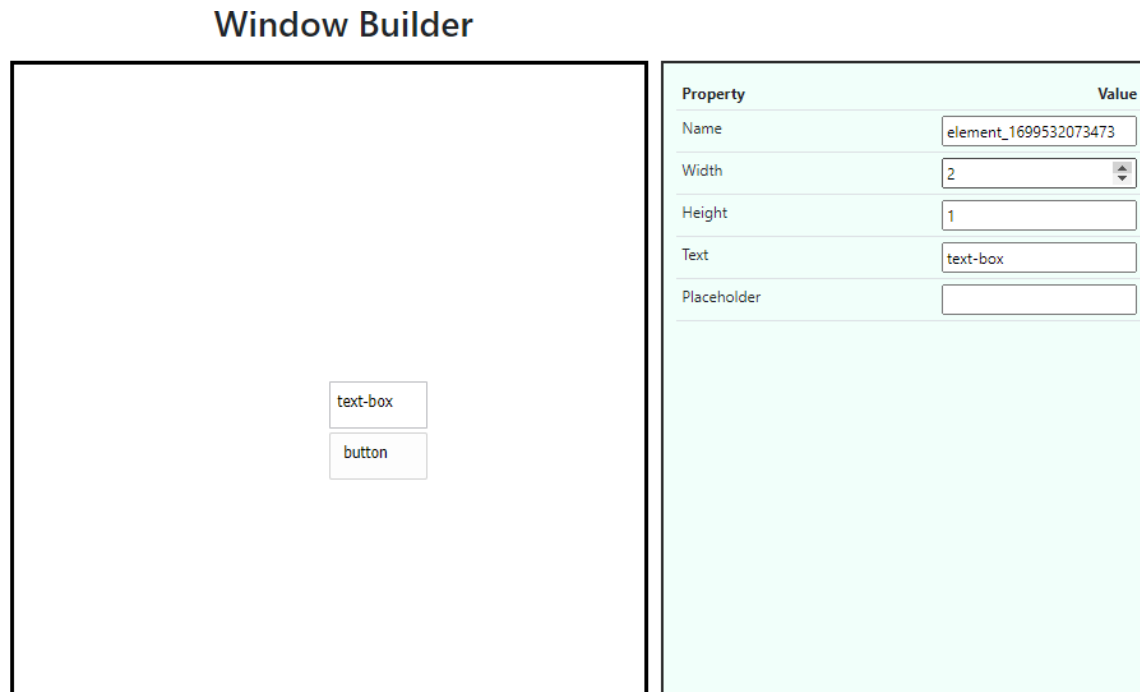 Window Builder
Property Value
Name element_1699532073473
Width 2
Height 1
Text text-box
Placeholder
text-box
button